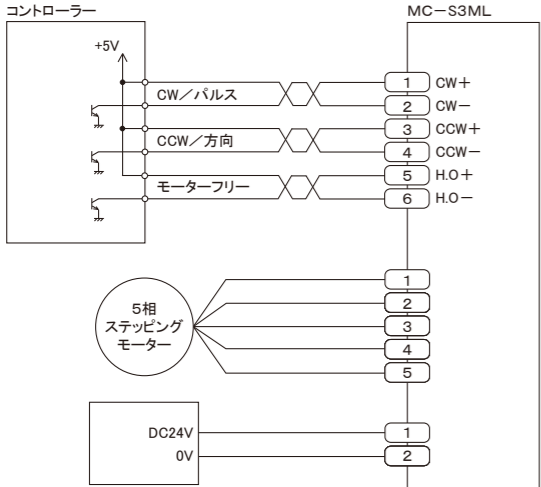 コントローラー
MC－S3ML
+5V
CW／パルス
1 CW+
2 CW－
CCW／方向
3 CCW+
4 CCW－
モーターフリー
5 H.O+
6 H.O－
5相
ステッピング
モーター
1
2
3
4
5
DC24V
1
0V
2